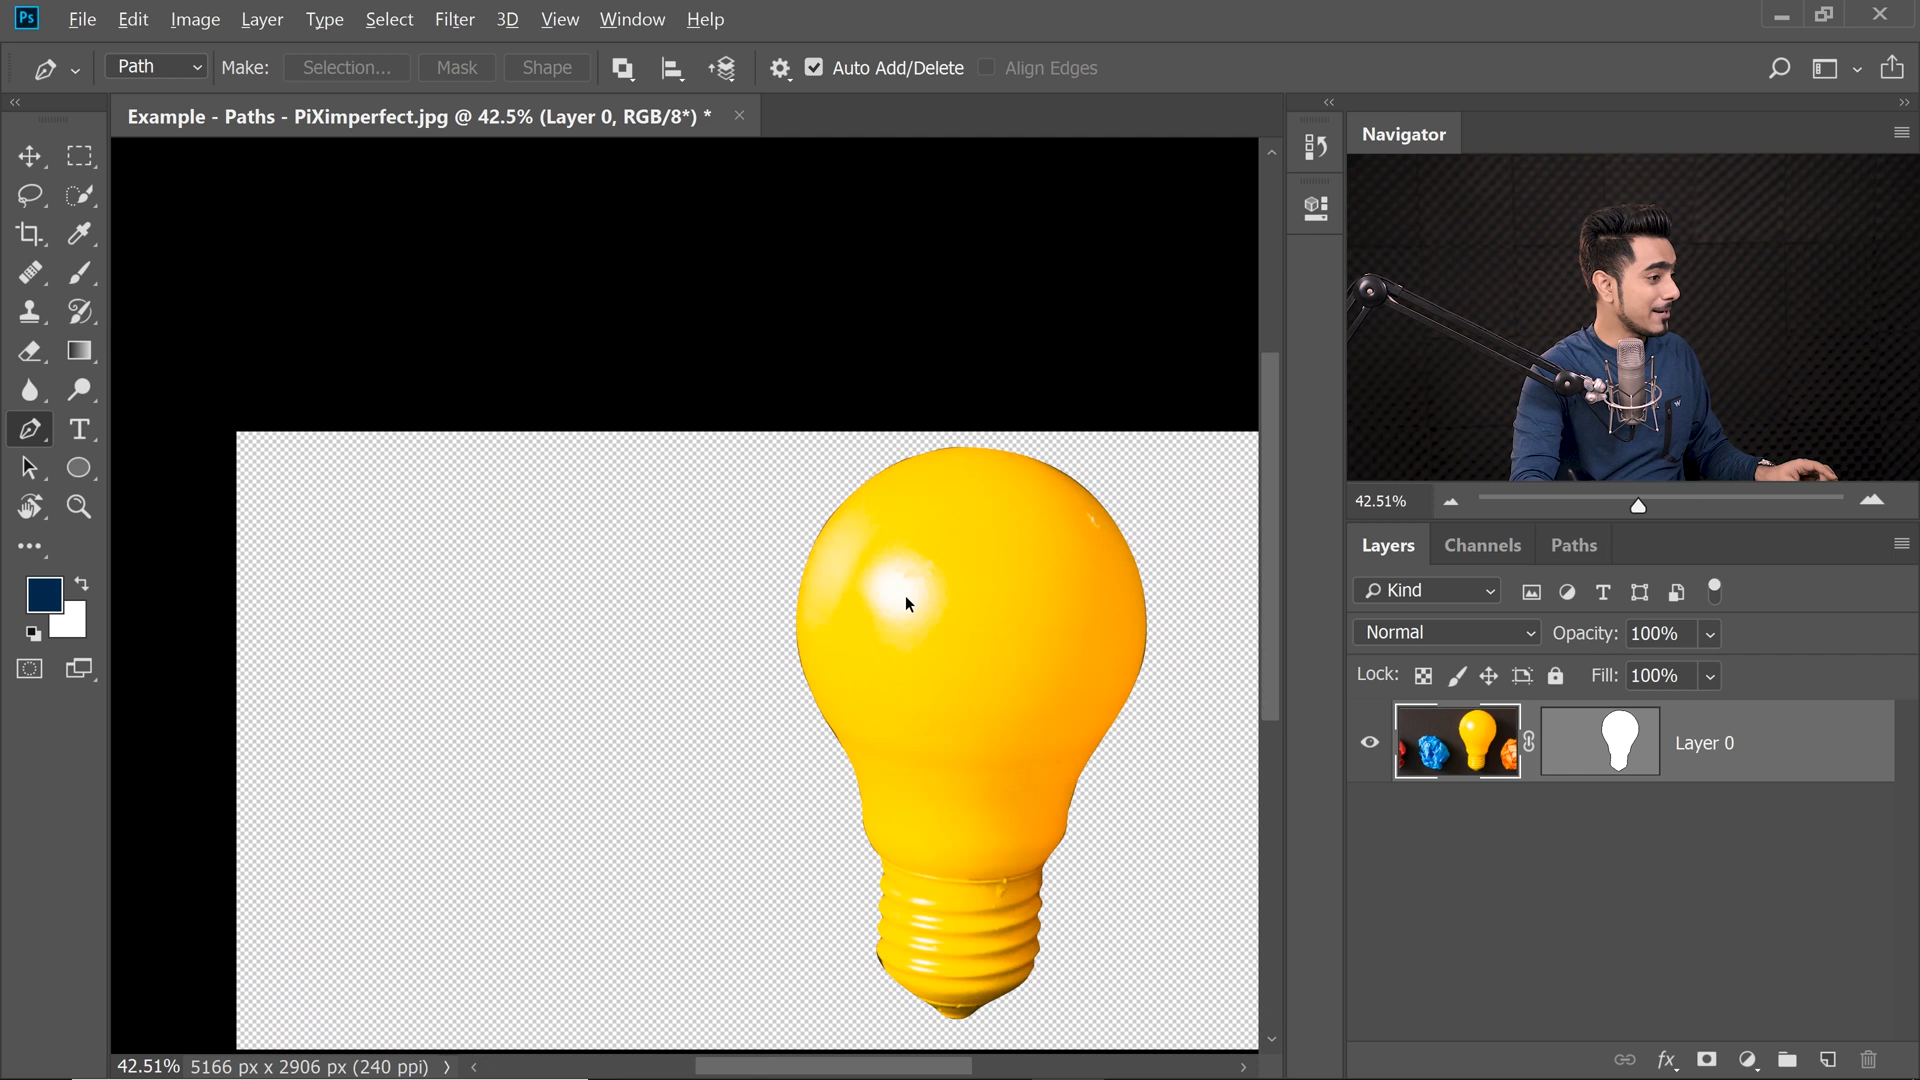 Ps File Edit Image Layer Type Select Filter 3D View Window Help
Path Make: Selection... Mask Shape Auto Add/Delete Align Edges
Example - Paths - PiXimperfect.jpg @ 42.5% (Layer 0, RGB/8*) *
Navigator
42.51%
Layers Channels Paths
Kind
Normal Opacity: 100%
Lock: Fill: 100%
Layer 0
fx
42.51% 5166 px x 2906 px (240 ppi)